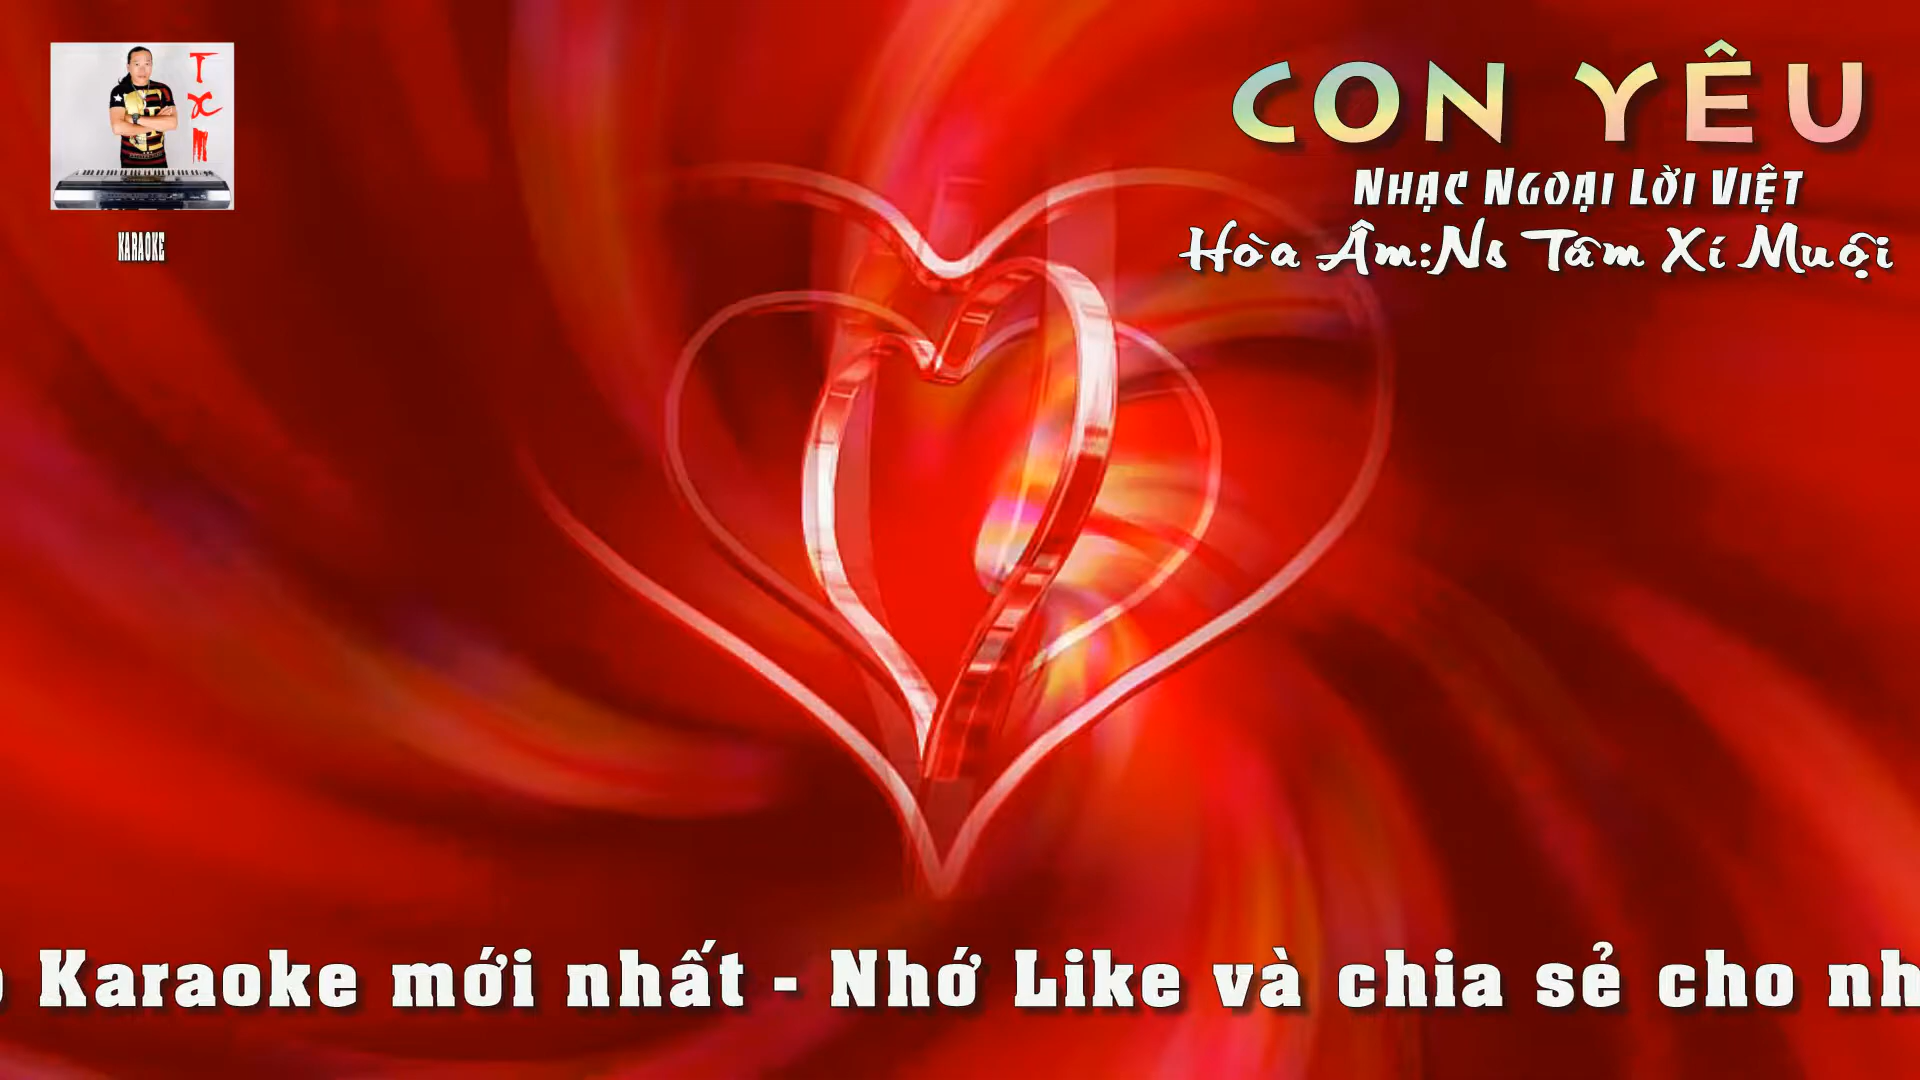 TXM
KARAOKE
CON YÊU
NHẠC NGOẠI LỜI VIỆT
Hòa Âm:Ns Tâm Xí Muội
Karaoke mới nhất - Nhớ Like và chia sẻ cho